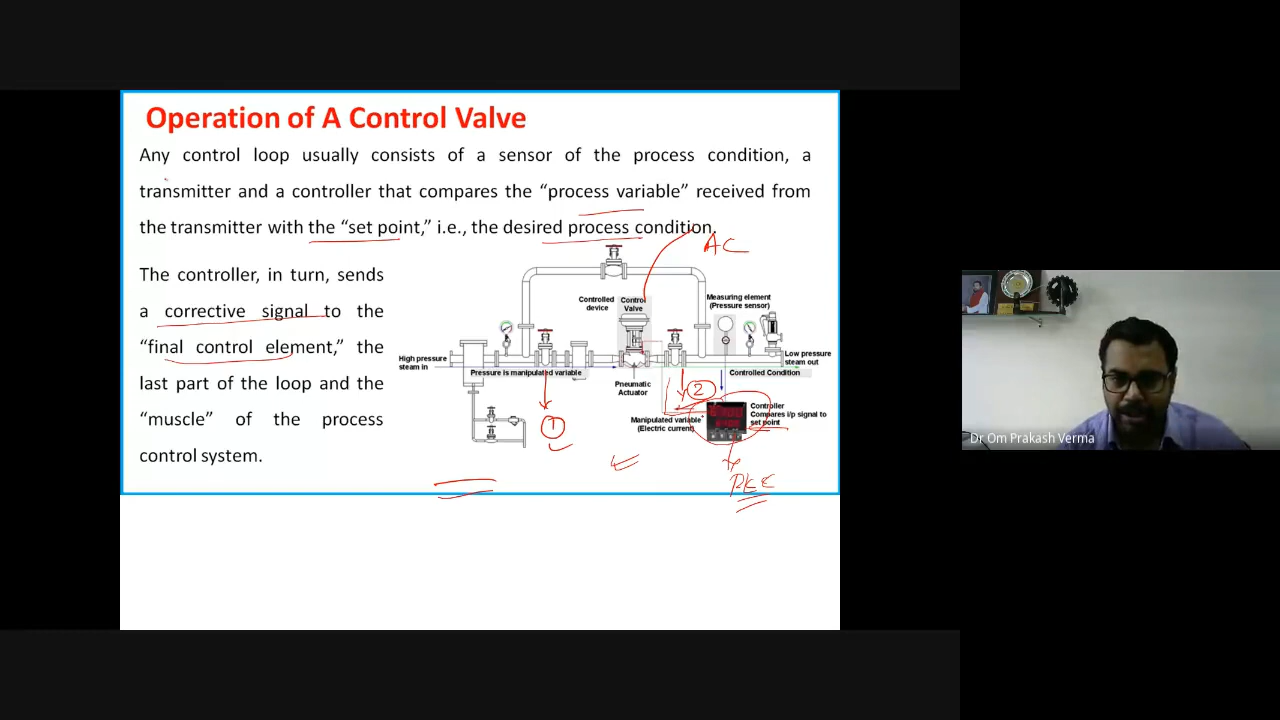 Operation of A Control Valve
Any control loop usually consists of a sensor of the process condition, a
transmitter and a controller that compares the “process variable” received from
the transmitter with the “set point,” i.e., the desired process condition.
AC
The controller, in turn, sends
a corrective signal to the
“final control element,” the
last part of the loop and the
“muscle” of the process
control system.
Controlled
device
Control
Valve
Measuring element
(Pressure sensor)
High pressure
steam in
Pressure is manipulated variable
Low pressure
steam out
Controlled Condition
Pneumatic
Actuator
2
1
Manipulated variable
(Electric current)
Controller
Compares i/p signal to
set point
Dr Om Prakash Verma